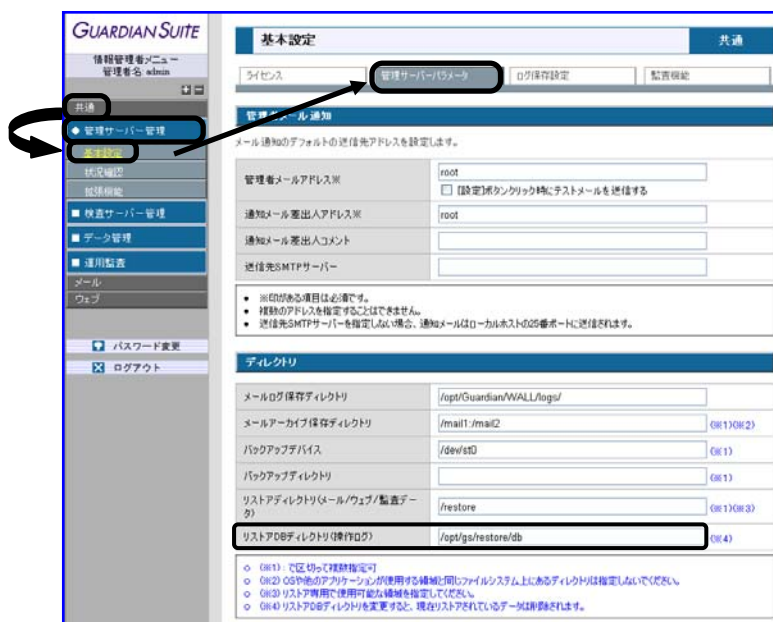 GUARDIAN SUITE
情報管理者メニュー
管理者名: admin
共通
◆ 管理サーバー管理
基本設定
状況確認
拡張機能
■ 検査サーバー管理
■ データ管理
■ 運用監査
メール
ウェブ
パスワード変更
ログアウト
基本設定
共通
ライセンス
管理サーバーパラメータ
ログ保存設定
監査機能
管理者メール通知
メール通知のデフォルトの送信先アドレスを設定します。
管理者メールアドレス※
root
[設定]ボタンクリック時にテストメールを送信する
通知メール差出人アドレス※
root
通知メール差出人コメント
送信先SMTPサーバー
● ※印がある項目は必須です。
● 複数のアドレスを指定することはできません。
● 送信先SMTPサーバーを指定しない場合、通知メールはローカルホストの25番ポートに送信されます。
ディレクトリ
メールログ保存ディレクトリ
/opt/Guardian/WALL/logs/
メールアーカイブ保存ディレクトリ
/mail1:/mail2
(※1)(※2)
バックアップデバイス
/dev/st0
(※1)
バックアップディレクトリ
(※1)
リストアディレクトリ(メール/ウェブ/監査データ)
/restore
(※1)(※3)
リストアDBディレクトリ(操作ログ)
/opt/gs/restore/db
(※4)
○ (※1) : で区切って複数指定可
○ (※2) OSや他のアプリケーションが使用する領域と同じファイルシステム上にあるディレクトリは指定しないでください。
○ (※3) リストア専用で使用可能な領域を指定してください。
○ (※4) リストアDBディレクトリを変更すると、現在リストアされているデータは削除されます。